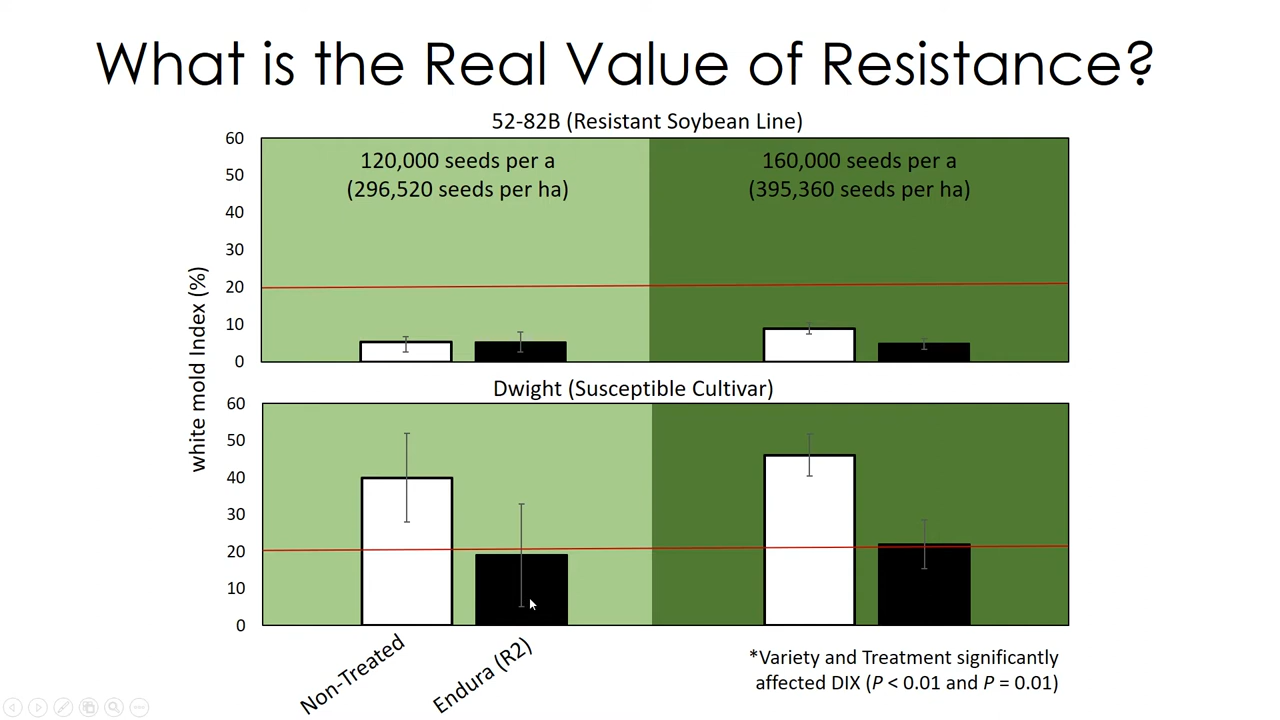 What is the Real Value of Resistance?
52-82B (Resistant Soybean Line)
120,000 seeds per a
(296,520 seeds per ha)
160,000 seeds per a
(395,360 seeds per ha)
60
50
40
30
20
10
0
white mold Index (%)
Dwight (Susceptible Cultivar)
60
50
40
30
20
10
0
Non-Treated
Endura (R2)
*Variety and Treatment significantly
affected DIX (P < 0.01 and P = 0.01)